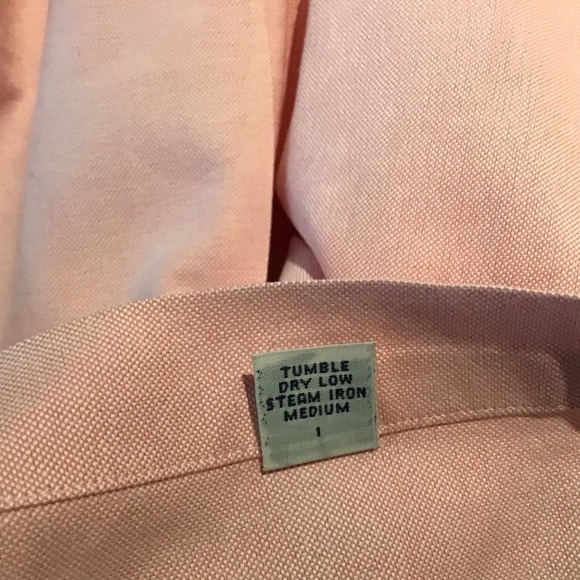 TUMBLE
DRY LOW
STEAM IRON
MEDIUM
1